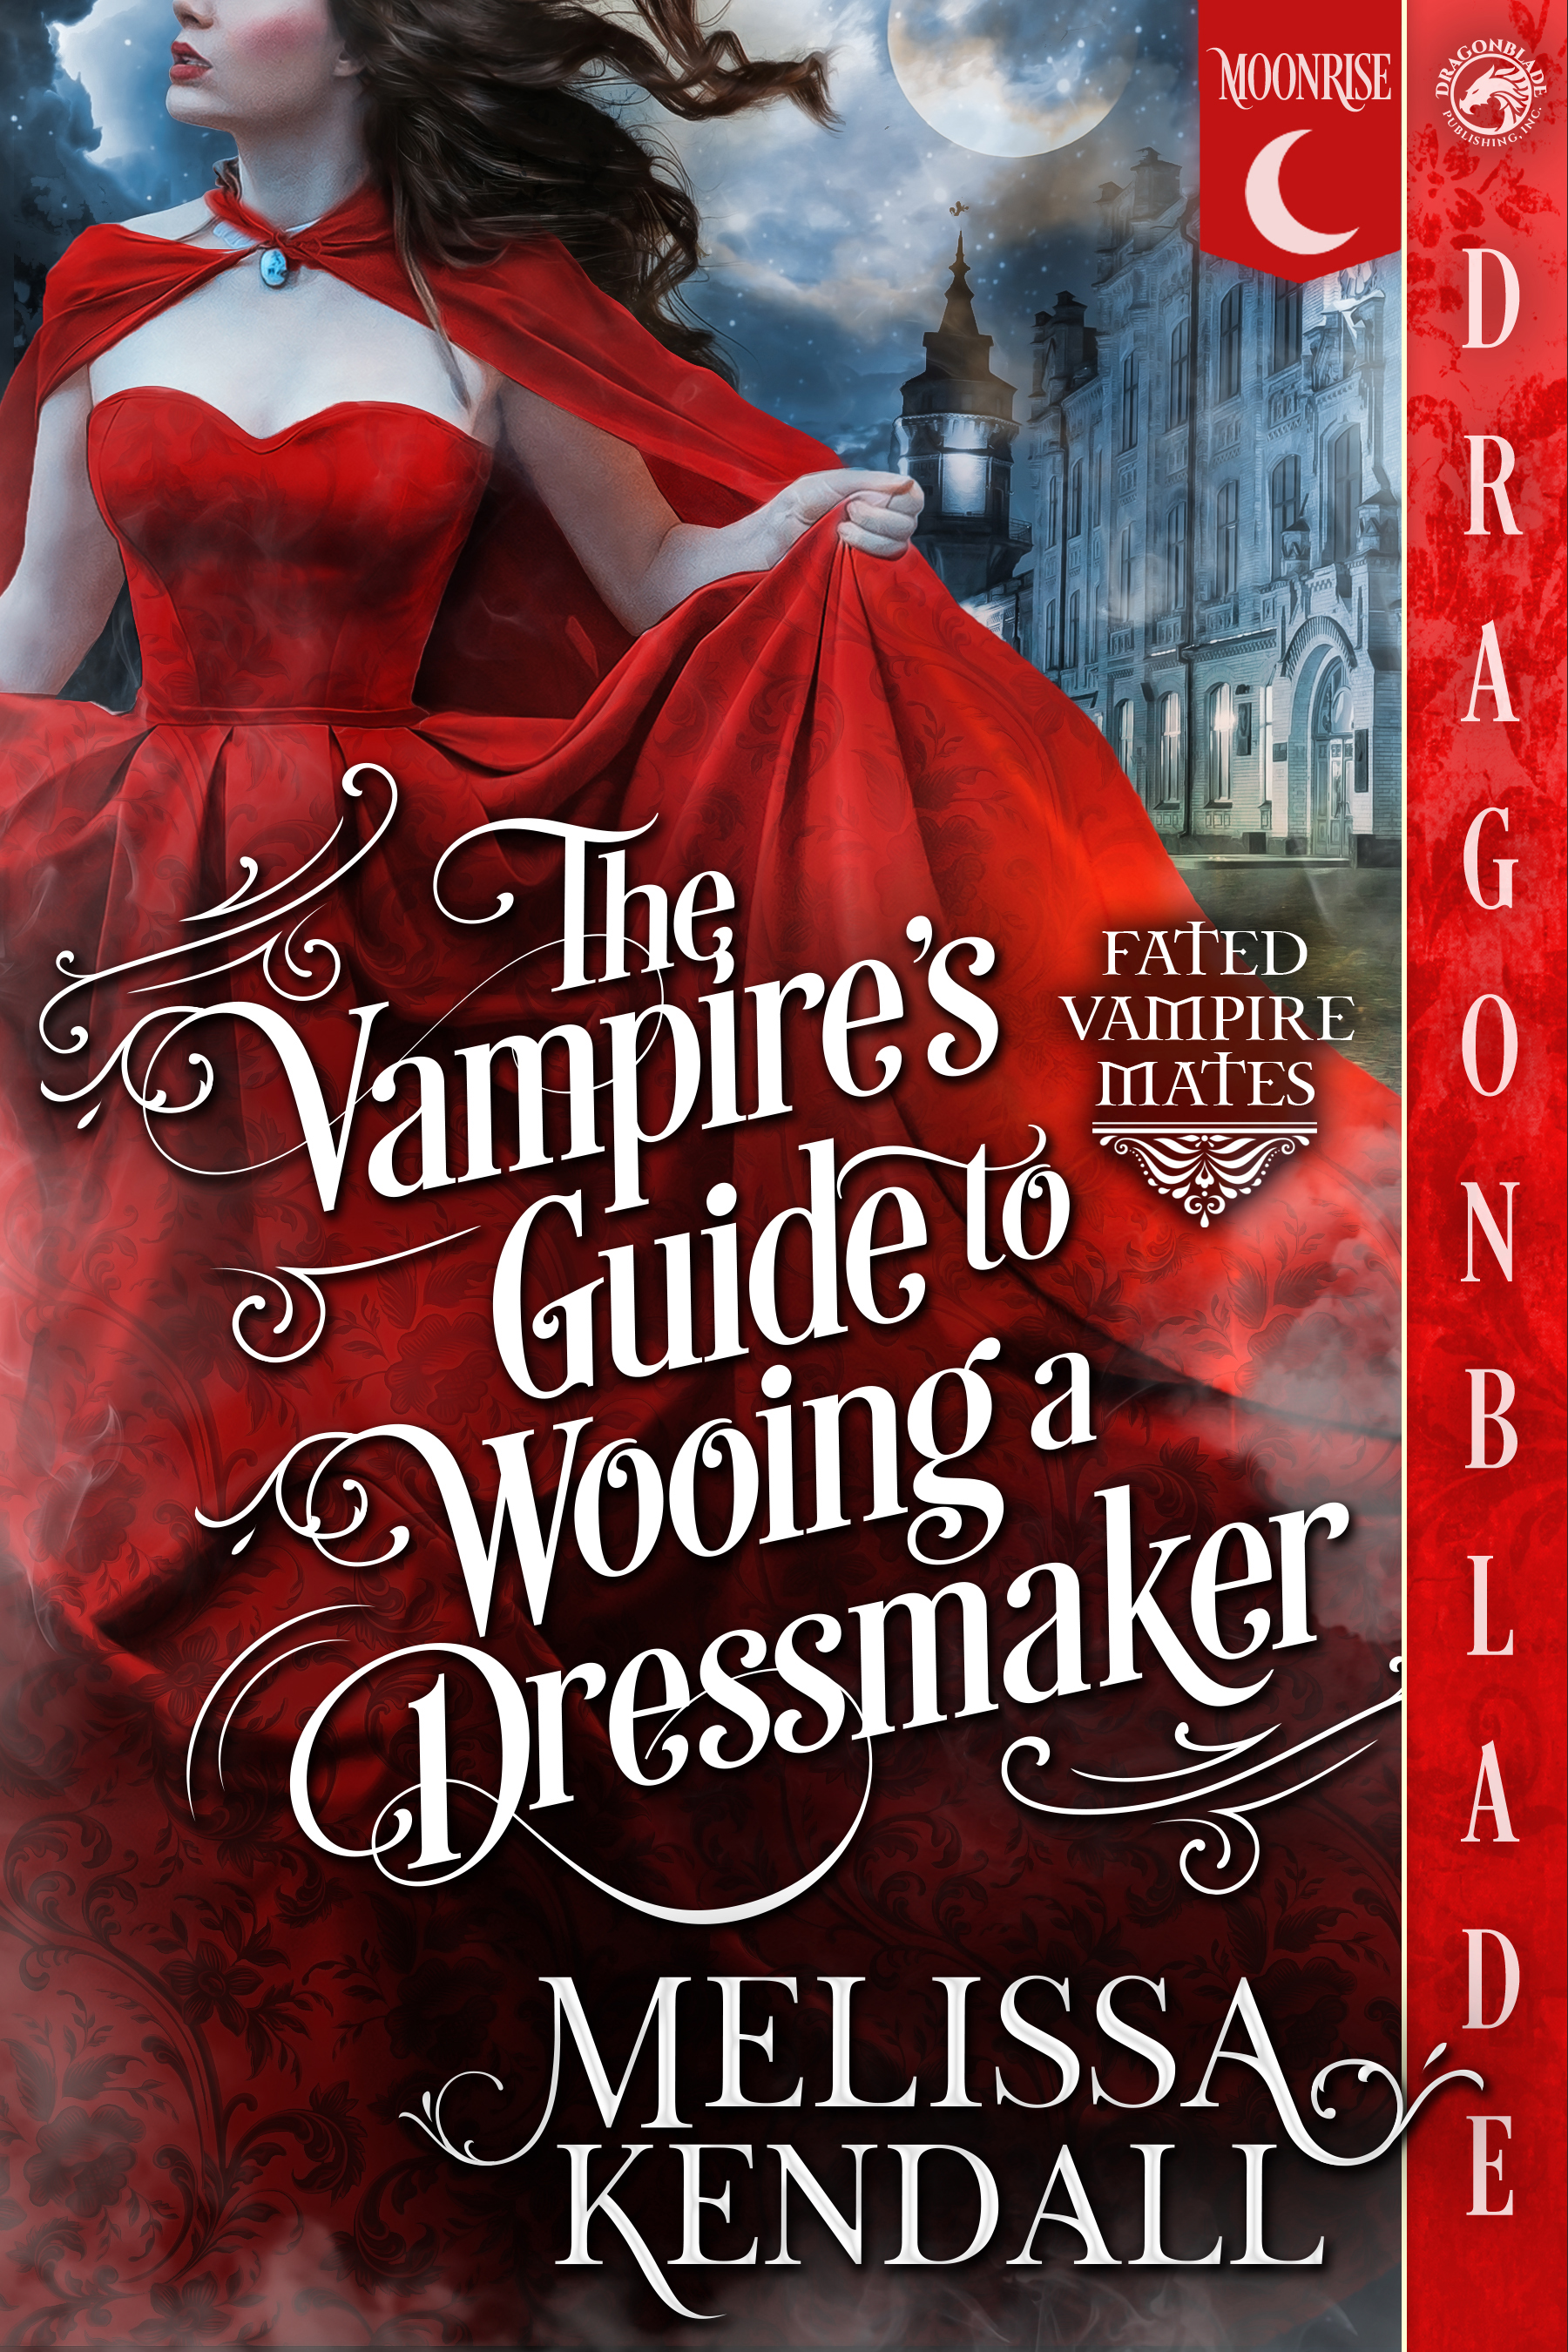 MOONRISE
DRAGONBLADE
PUBLISHING, INC.
DRAGONBLADE
The
Vampire's
Guide to
Wooing a
Dressmaker
FATED
VAMPIRE
MATES
MELISSA
KENDALL